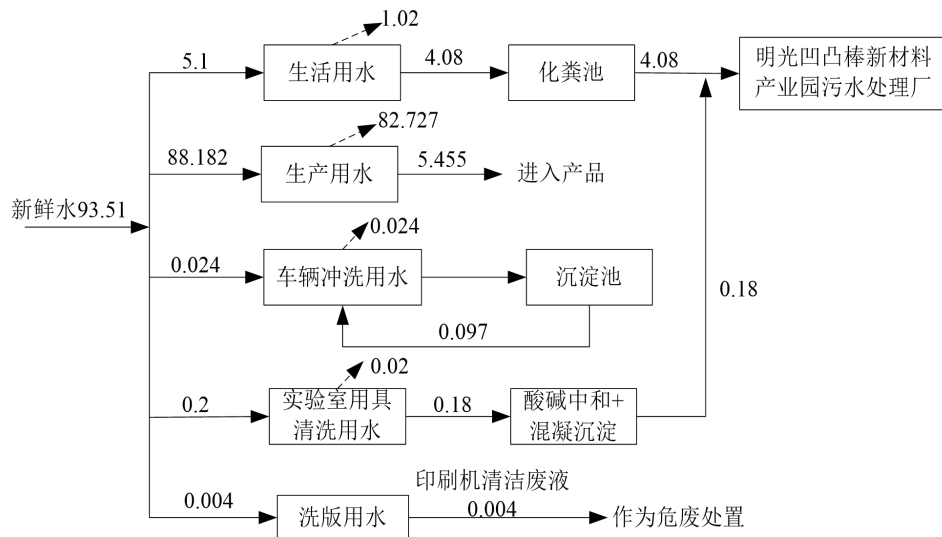 1.02
5.1
生活用水
4.08
化粪池
4.08
明光凹凸棒新材料
产业园污水处理厂
82.727
88.182
生产用水
5.455
进入产品
新鲜水93.51
0.024
0.024
车辆冲洗用水
沉淀池
0.18
0.097
0.02
0.2
实验室用具
清洗用水
0.18
酸碱中和+
混凝沉淀
印刷机清洁废液
0.004
洗版用水
0.004
作为危废处置